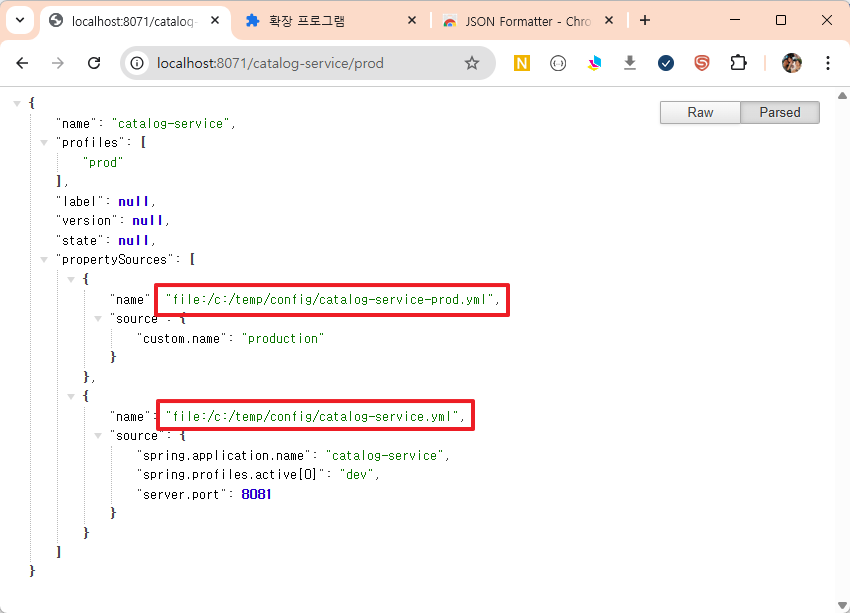 localhost:8071/catalog-
확장 프로그램
JSON Formatter - Chro
localhost:8071/catalog-service/prod
N
S
Raw
Parsed
{
"name": "catalog-service",
"profiles": [
"prod"
],
"label": null,
"version": null,
"state": null,
"propertySources": [
{
"name" "file:/c:/temp/config/catalog-service-prod.yml",
"source": {
"custom.name": "production"
}
},
{
"name": "file:/c:/temp/config/catalog-service.yml",
"source": {
"spring.application.name": "catalog-service",
"spring.profiles.active[0]": "dev",
"server.port": 8081
}
}
]
}